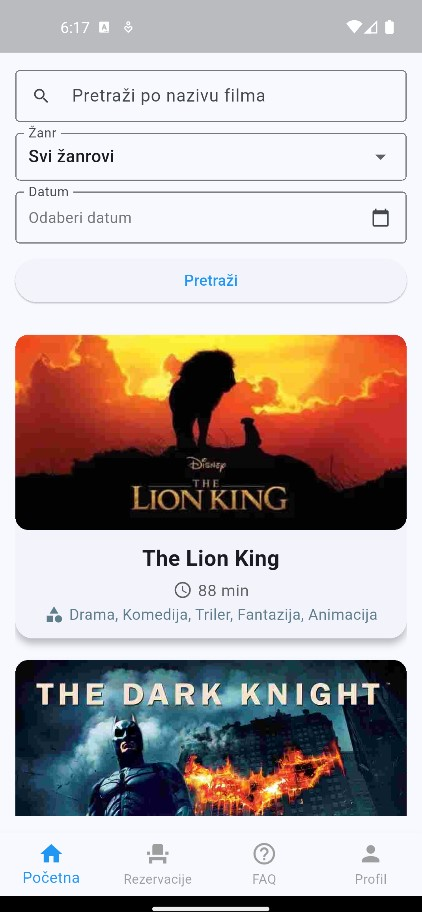 6:17
Pretraži po nazivu filma
Žanr
Svi žanrovi
Datum
Odaberi datum
Pretraži
Disney
THE
LION KING
The Lion King
88 min
Drama, Komedija, Triler, Fantazija, Animacija
THE DARK KNIGHT
Početna
Rezervacije
FAQ
Profil